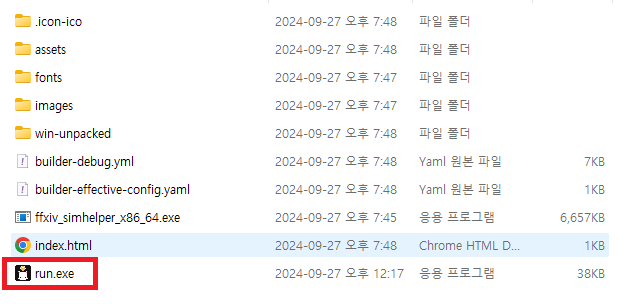 .icon-ico 2024-09-27 오후 7:48 파일 폴더
assets 2024-09-27 오후 7:48 파일 폴더
fonts 2024-09-27 오후 7:47 파일 폴더
images 2024-09-27 오후 7:47 파일 폴더
win-unpacked 2024-09-27 오후 7:48 파일 폴더
builder-debug.yml 2024-09-27 오후 7:48 Yaml 원본 파일 7KB
builder-effective-config.yaml 2024-09-27 오후 7:48 Yaml 원본 파일 1KB
ffxiv_simhelper_x86_64.exe 2024-09-27 오후 7:45 응용 프로그램 6,657KB
index.html 2024-09-27 오후 7:48 Chrome HTML D... 1KB
run.exe 2024-09-27 오후 12:17 응용 프로그램 38KB